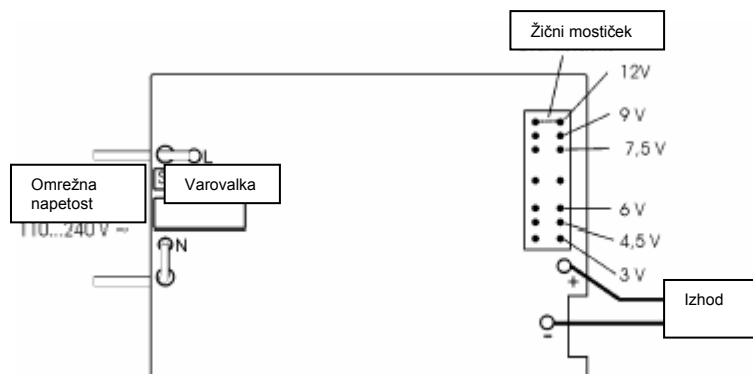 Žični mostiček
12V
9 V
7,5 V
L
S
Omrežna
napetost
Varovalka
110...240 V ~
N
6 V
4,5 V
3 V
+
Izhod
-